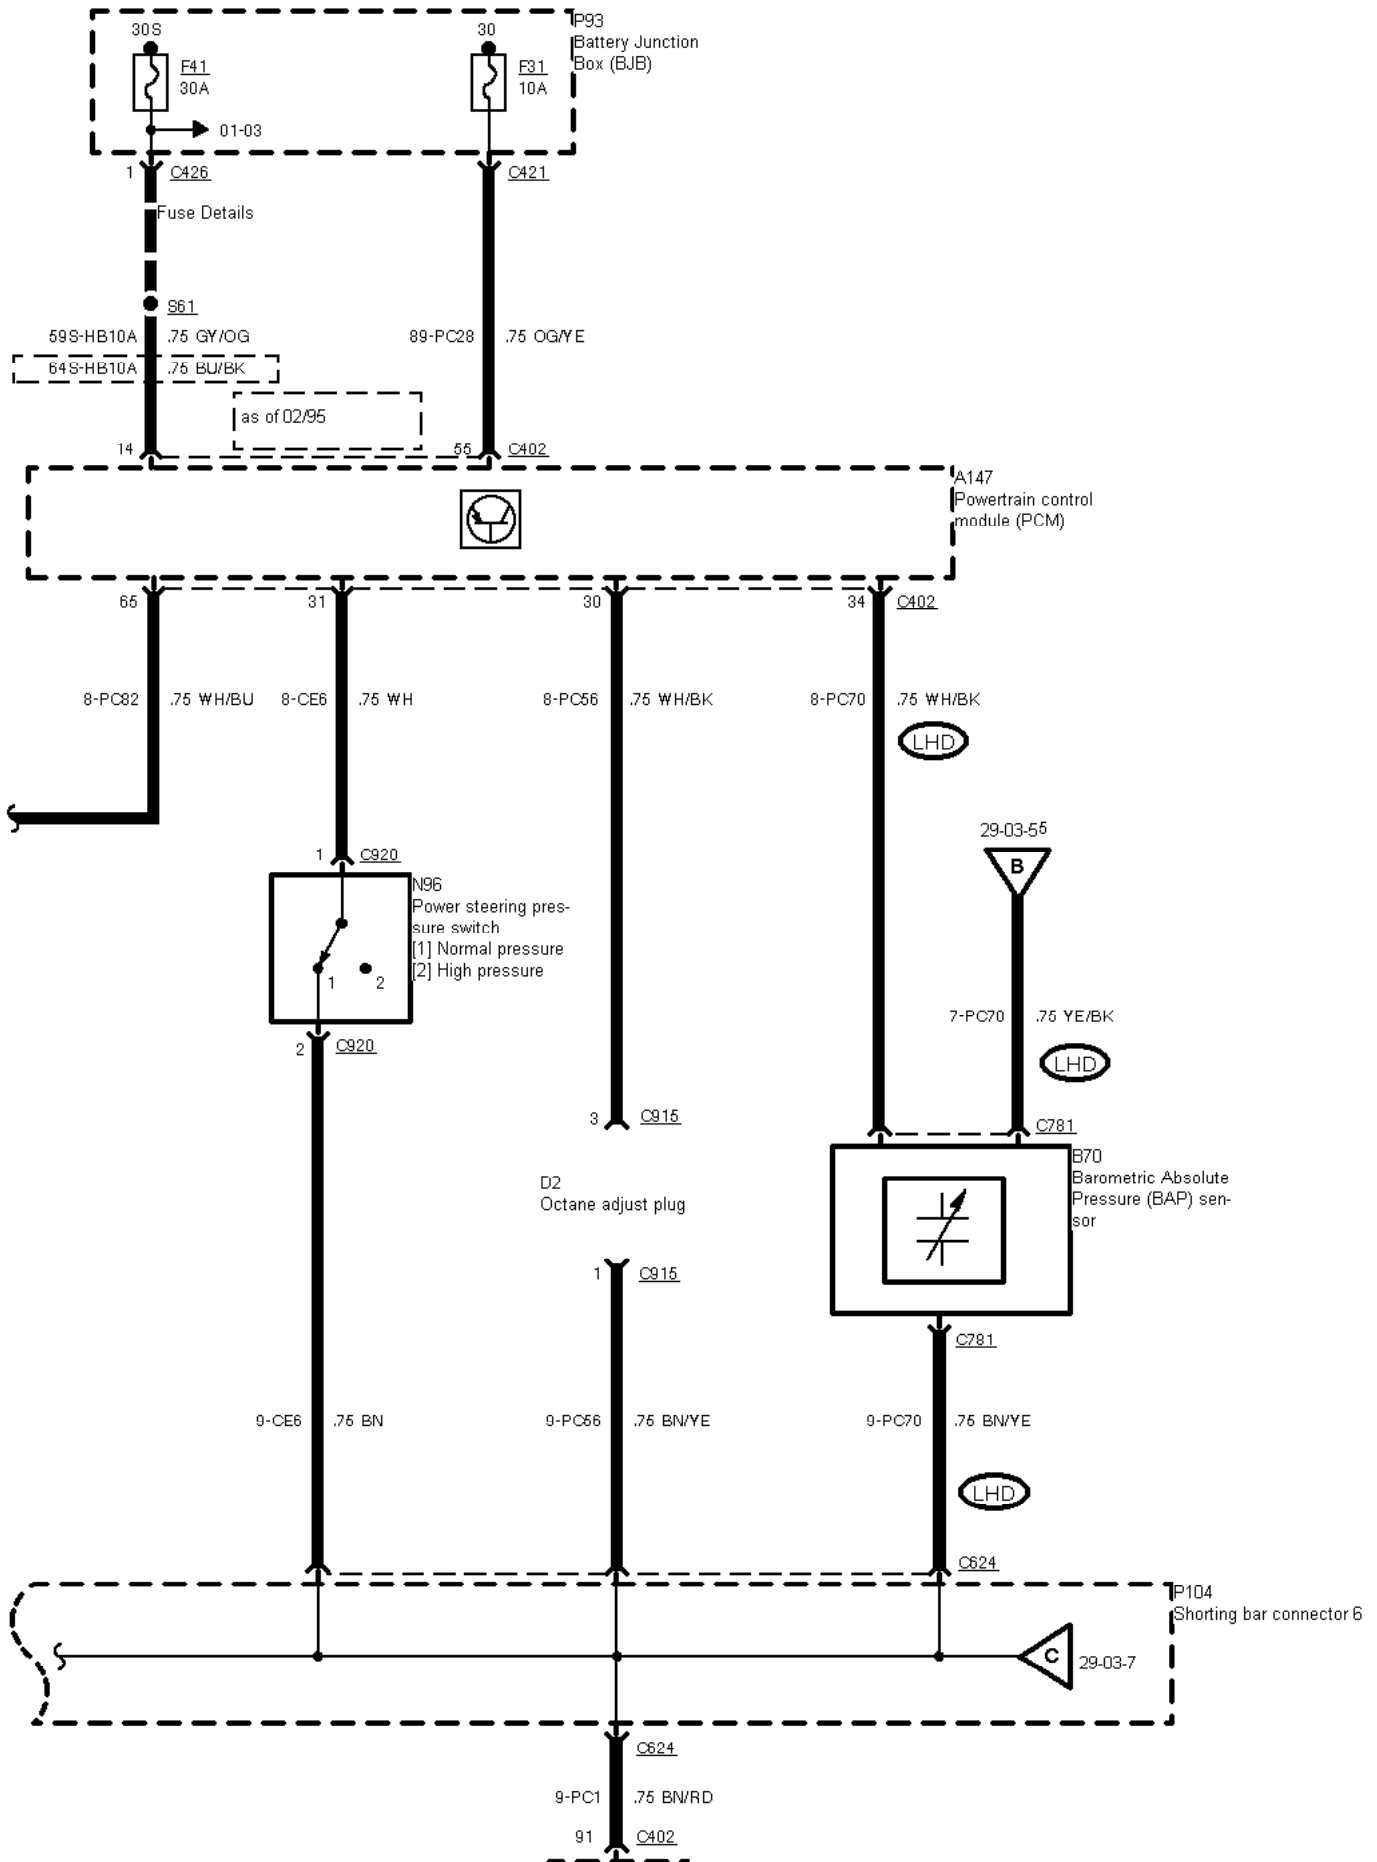 P93
Battery Junction
Box (BJB)
30S
30
F41
30A
F31
10A
01-03
1
C426
C421
Fuse Details
S61
59S-HB10A .75 GY/OG
89-PC28 .75 OG/YE
64S-HB10A .75 BU/BK
as of 02/95
14
55
C402
A147
Powertrain control
module (PCM)
65
31
30
34
C402
8-PC82 .75 WH/BU
8-CE6 .75 WH
8-PC56 .75 WH/BK
8-PC70 .75 WH/BK
LHD
29-03-55
B
1
C920
N96
Power steering pres-
sure switch
[1] Normal pressure
[2] High pressure
1
2
7-PC70 .75 YE/BK
2
C920
LHD
3
C915
C781
B70
Barometric Absolute
Pressure (BAP) sen-
sor
D2
Octane adjust plug
1
C915
C781
9-CE6 .75 BN
9-PC56 .75 BN/YE
9-PC70 .75 BN/YE
LHD
C624
P104
Shorting bar connector 6
C
29-03-7
C624
9-PC1 .75 BN/RD
91
C402